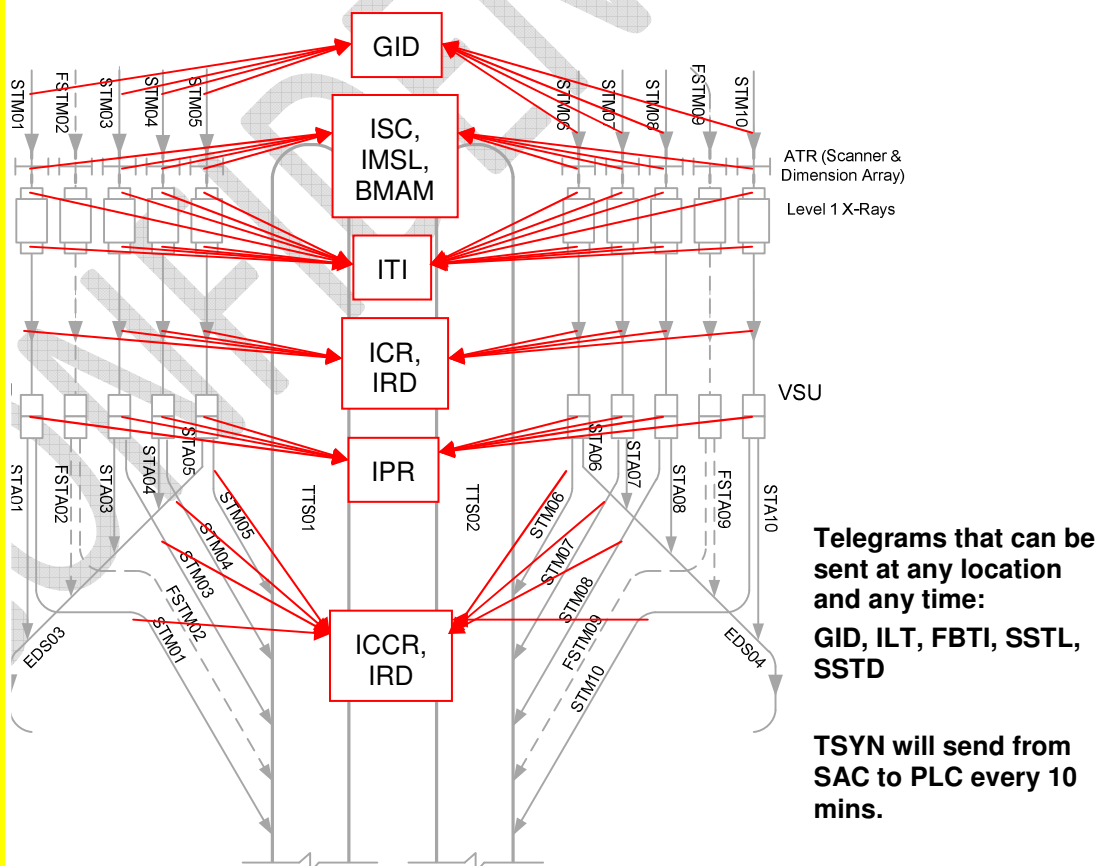 GID
STM01
FSTM02
STM03
STM04
STM05
STM06
STM07
STM08
FSTM09
STM10
ISC,
IMSL,
BMAM
ATR (Scanner &
Dimension Array)
Level 1 X-Rays
ITI
ICR,
IRD
VSU
IPR
STA01
FSTA02
STA03
STA04
STA05
STA06
STA07
STA08
FSTA09
STA10
TTS01
TTS02
STM05
STM04
STM03
FSTM02
STM01
STM06
STM07
STM08
FSTM09
STM10
EDS03
EDS04
ICCR,
IRD
Telegrams that can be
sent at any location
and any time:
GID, ILT, FBTI, SSTL,
SSTD
TSYN will send from
SAC to PLC every 10
mins.